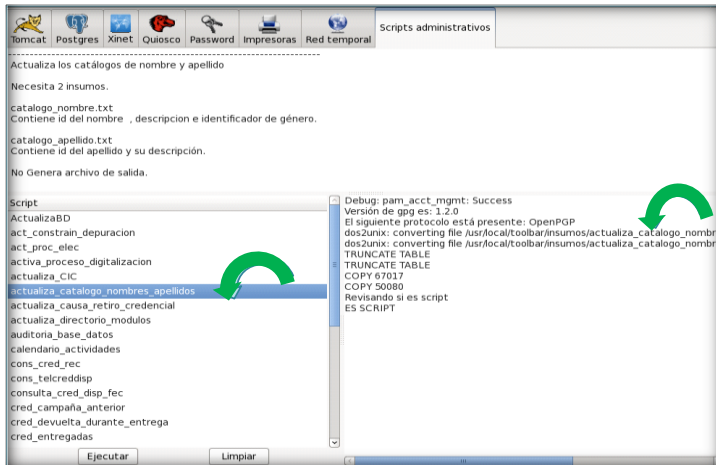 Tomcat Postgres Xinet Quiosco Password Impresoras Red temporal Scripts administrativos
------------------------------------------------------------------------
Actualiza los catálagos de nombre y apellido
Necesita 2 insumos.
catalogo_nombre.txt
Contiene id del nombre , descripcion e identificador de género.
catalogo_apellido.txt
Contiene id del apellido y su descripción.
No Genera archivo de salida.
Script
ActualizaBD
act_constrain_depuracion
act_proc_elec
activa_proceso_digitalizacion
actualiza_CIC
actualiza_catalogo_nombres_apellidos
actualiza_causa_retiro_credencial
actualiza_directorio_modulos
auditoria_base_datos
calendario_actividades
cons_cred_rec
cons_telcreddisp
consulta_cred_disp_fec
cred_campaña_anterior
cred_devuelta_durante_entrega
cred_entregadas
Ejecutar Limpiar
Debug: pam_acct_mgmt: Success
Versión de gpg es: 1.2.0
El siguiente protocolo está presente: OpenPGP
dos2unix: converting file /usr/local/toolbar/insumos/actualiza_catalogo_nombr
dos2unix: converting file /usr/local/toolbar/insumos/actualiza_catalogo_nombr
TRUNCATE TABLE
TRUNCATE TABLE
COPY 67017
COPY 50080
Revisando si es script
ES SCRIPT